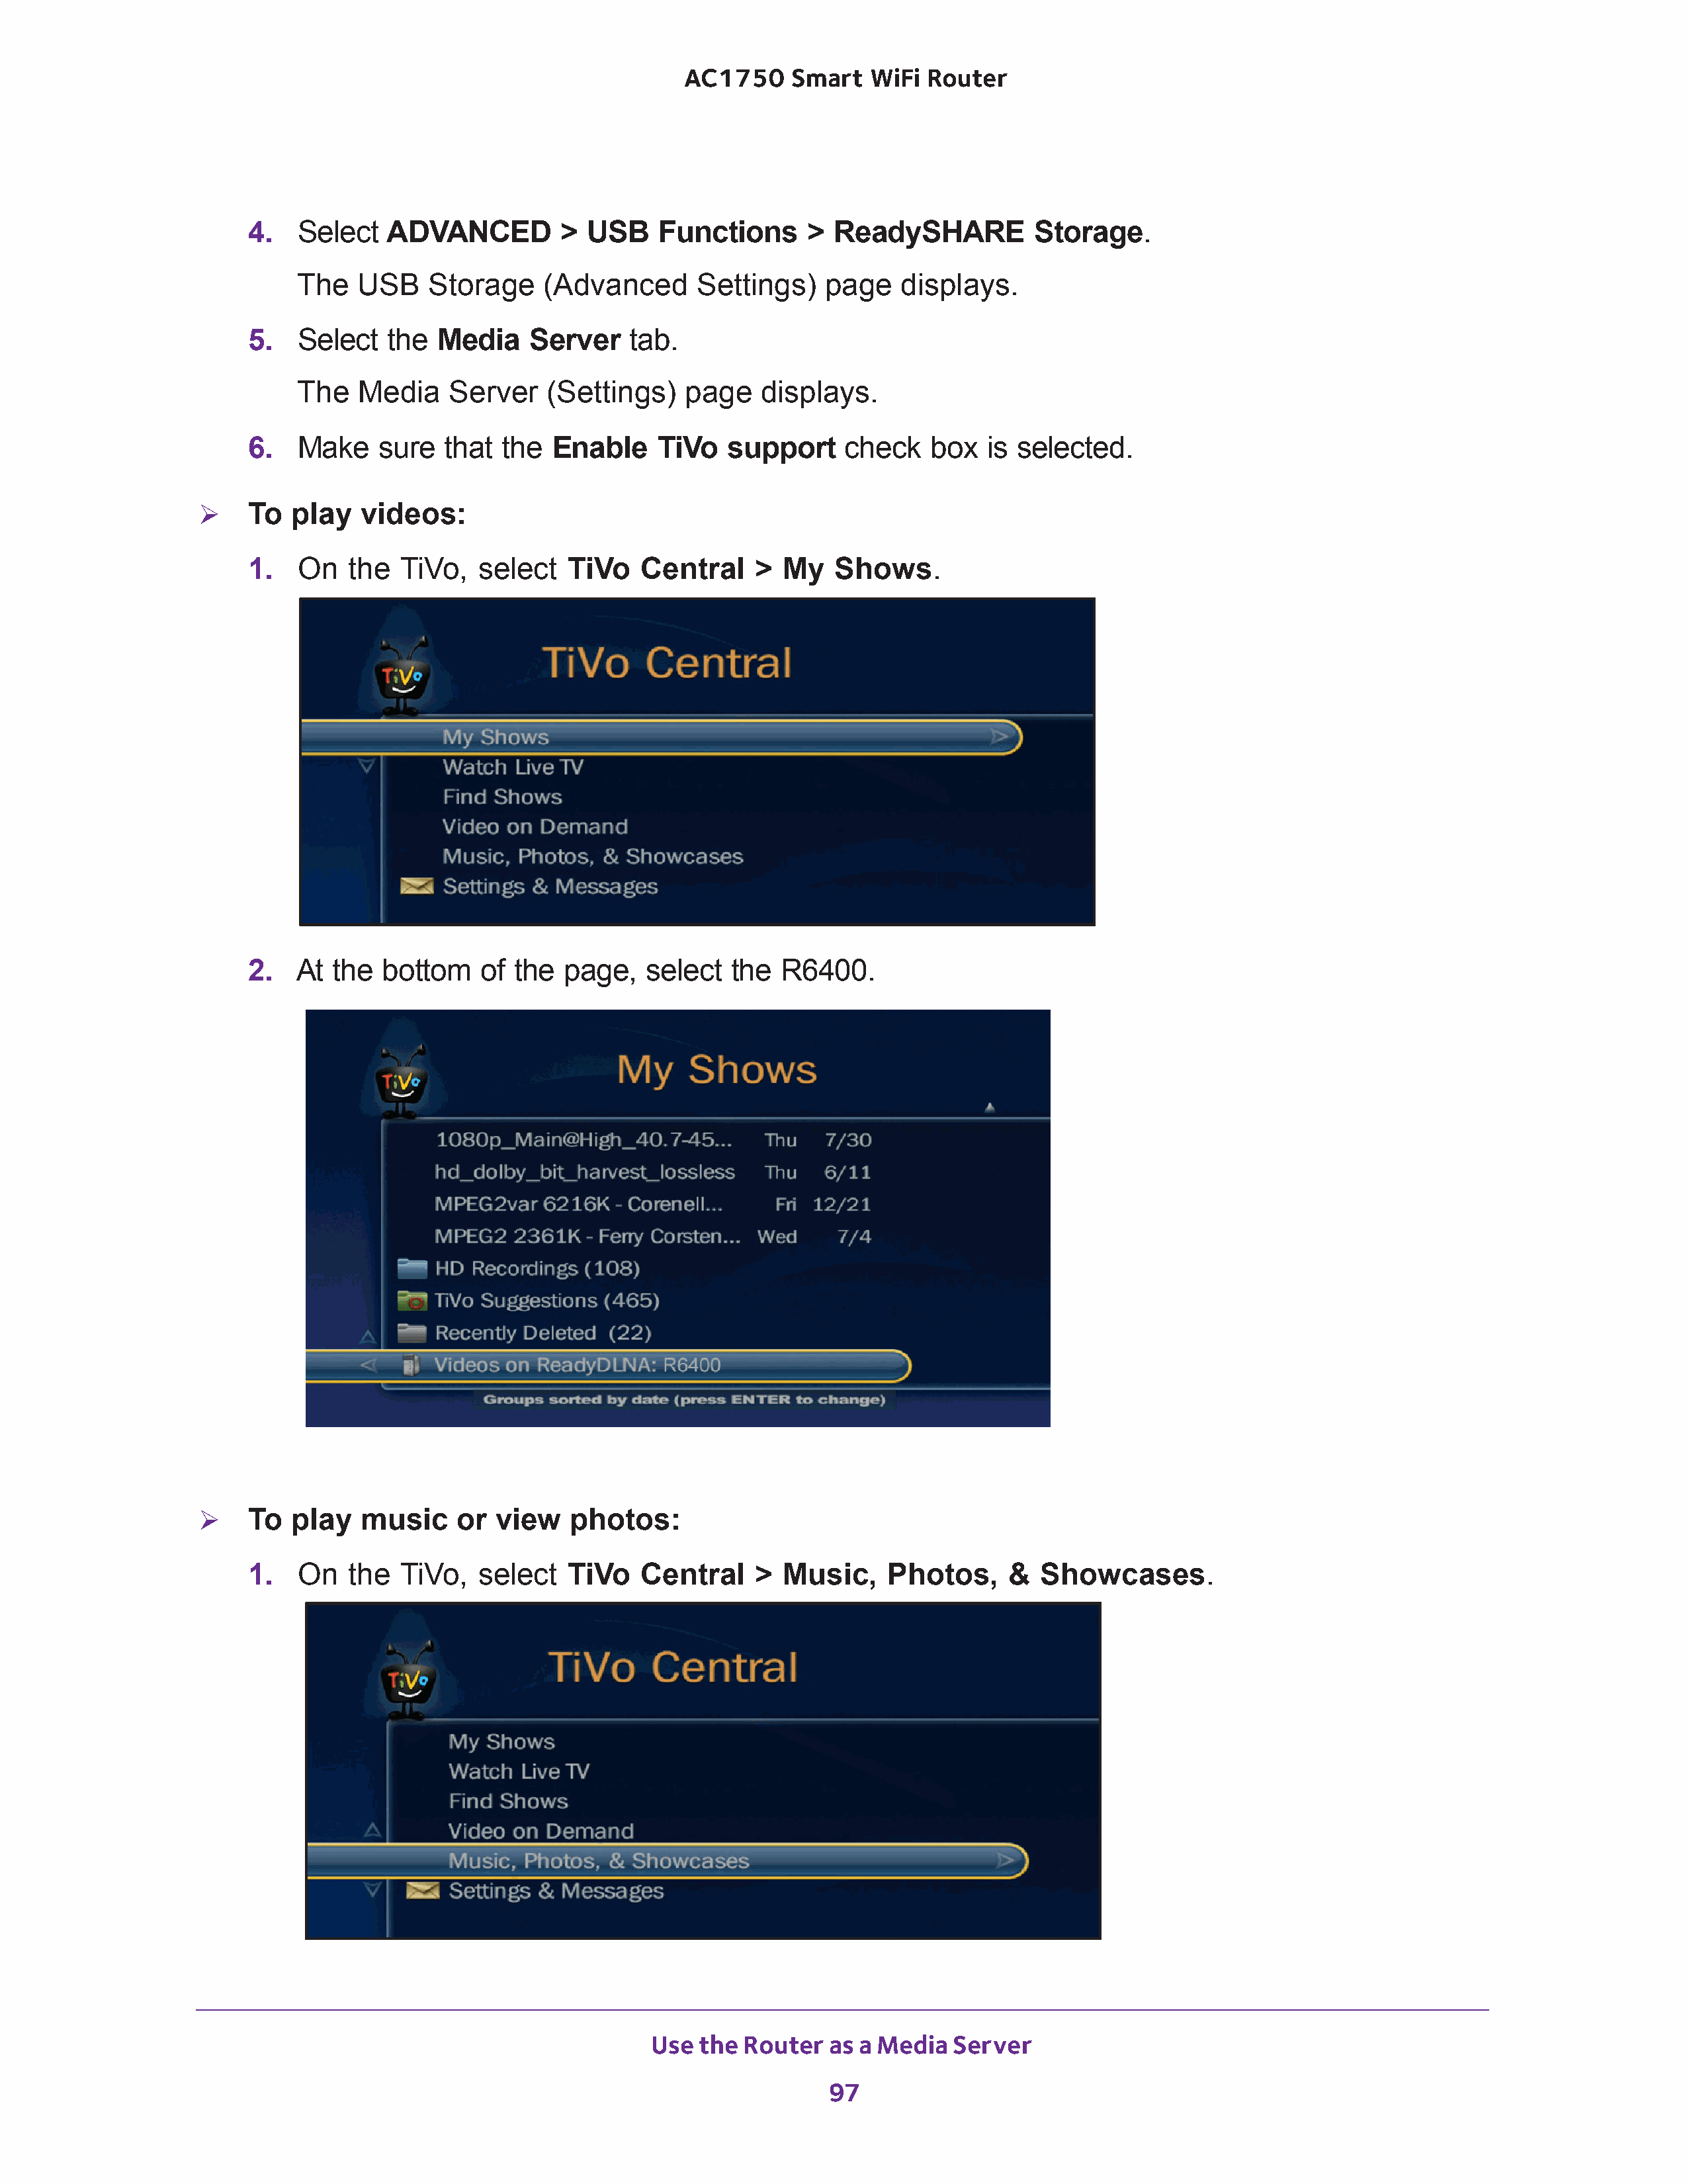 AC1750 Smart WiFi Router
4. Select ADVANCED > USB Functions > ReadySHARE Storage.
The USB Storage (Advanced Settings) page displays.
5. Select the Media Server tab.
The Media Server (Settings) page displays.
6. Make sure that the Enable TiVo support check box is selected.
To play videos:
1. On the TiVo, select TiVo Central > My Shows.
TiVo
TiVo Central
My Shows
Watch Live TV
Find Shows
Video on Demand
Music, Photos, & Showcases
Settings & Messages
2. At the bottom of the page, select the R6400.
TiVo
My Shows
1080p_Main@High_40.7-45... Thu 7/30
hd_dolby_bit_harvest_lossless Thu 6/11
MPEG2var 6216K - Corenell... Fri 12/21
MPEG2 2361K - Ferry Corsten... Wed 7/4
HD Recordings (108)
TiVo Suggestions (465)
Recently Deleted (22)
Videos on ReadyDLNA: R6400
Groups sorted by date (press ENTER to change)
To play music or view photos:
1. On the TiVo, select TiVo Central > Music, Photos, & Showcases.
TiVo
TiVo Central
My Shows
Watch Live TV
Find Shows
Video on Demand
Music, Photos, & Showcases
Settings & Messages
Use the Router as a Media Server
97